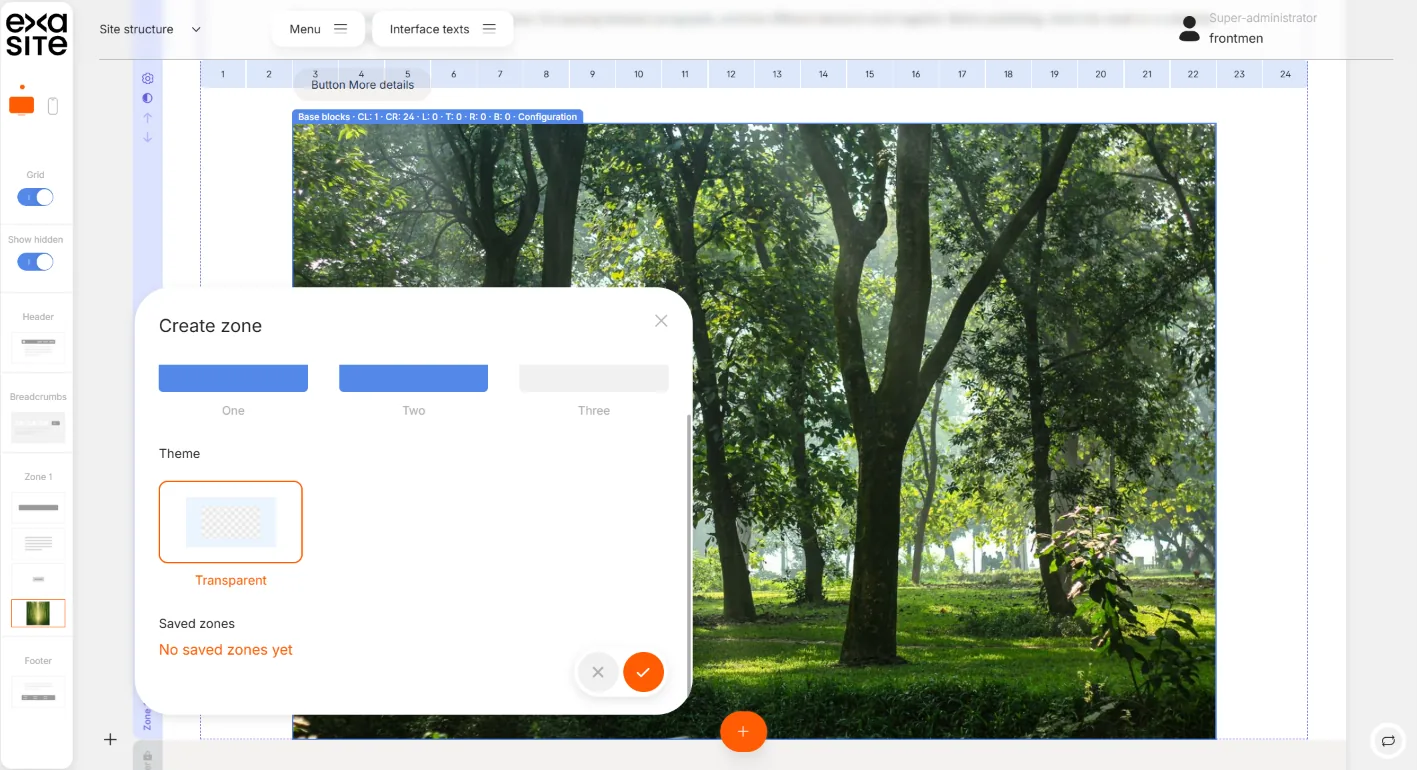 exa
site
Site structure
Menu
Interface texts
Super-administrator
frontmen
1 2 3 4 5 6 7 8 9 10 11 12 13 14 15 16 17 18 19 20 21 22 23 24
Button More details
Base blocks · CL: 1 · CR: 24 · L: 0 · T: 0 · R: 0 · B: 0 · Configuration
Grid
Show hidden
Header
Breadcrumbs
Zone 1
Footer
Create zone
One
Two
Three
Theme
Transparent
Saved zones
No saved zones yet
Zone